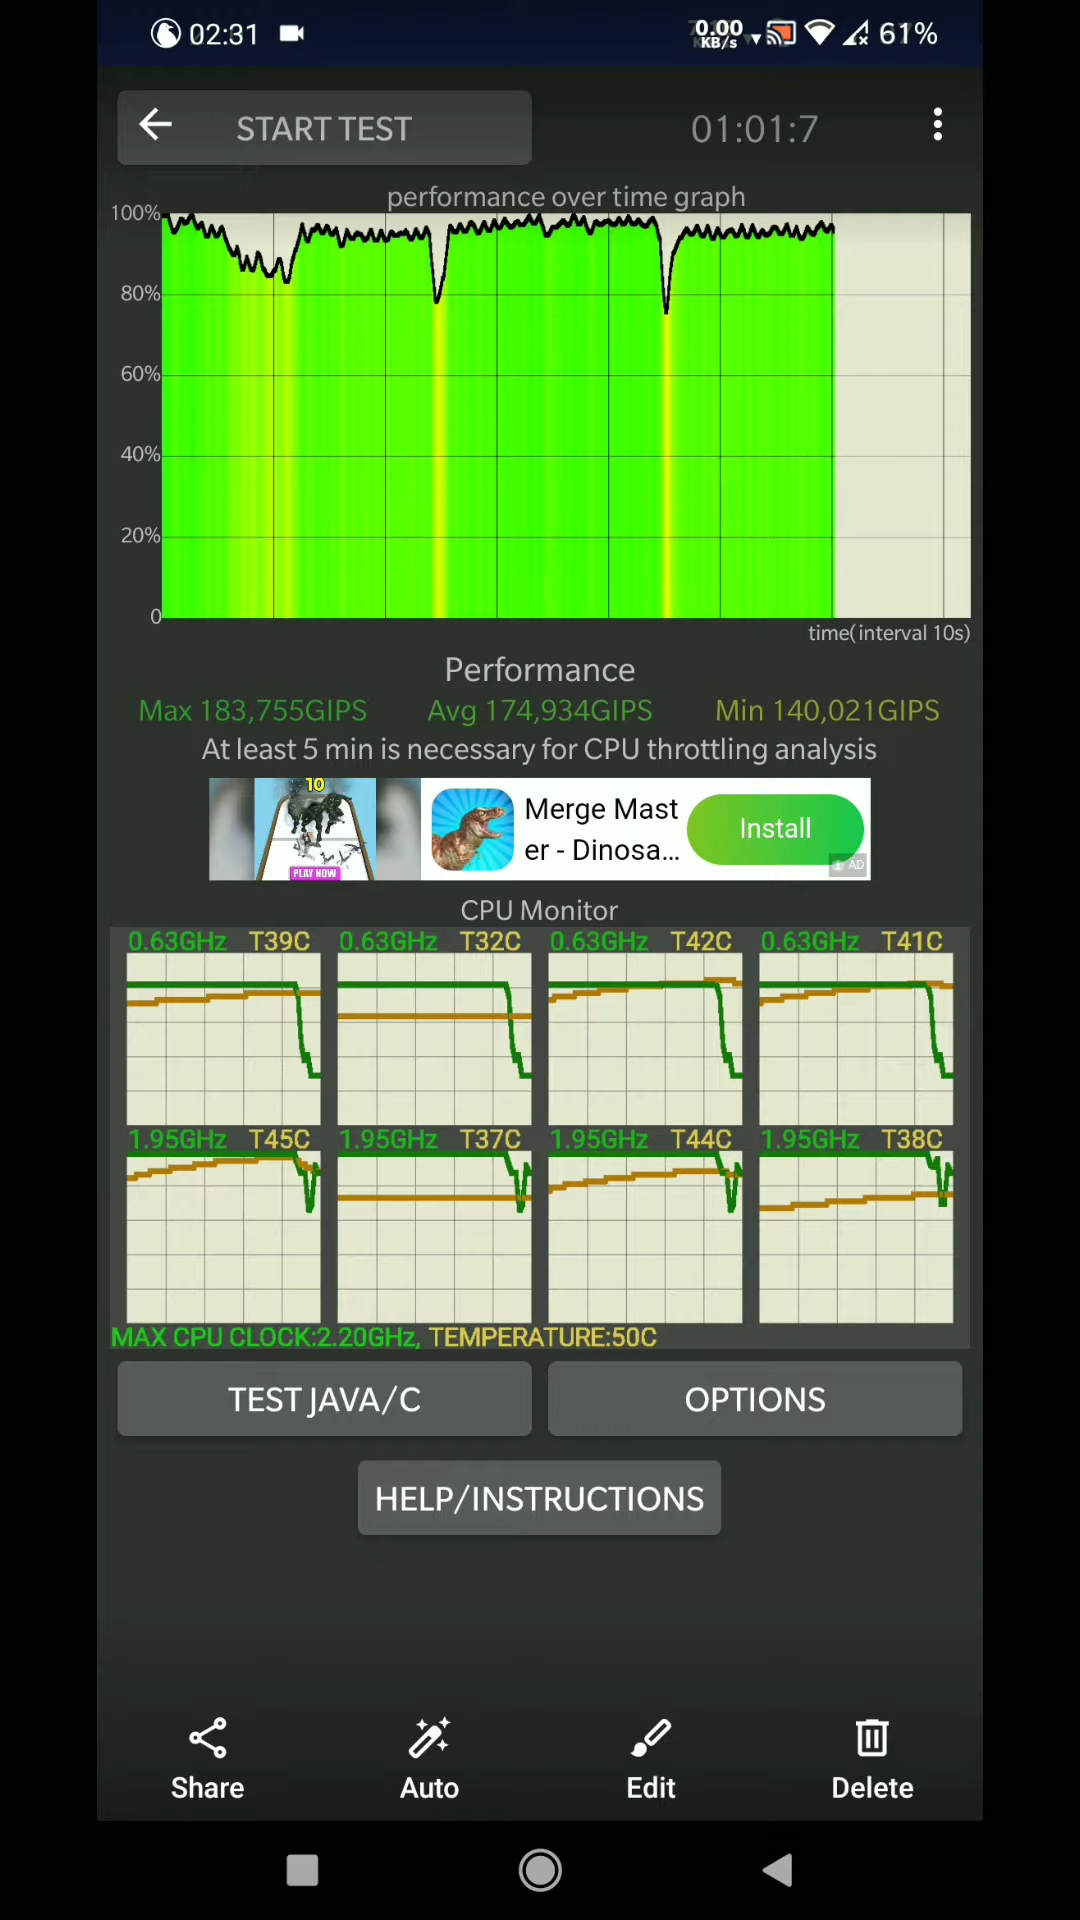 02:31 0.00 KB/s 61%
START TEST 01:01:7
performance over time graph
100%
80%
60%
40%
20%
0
time(interval 10s)
Performance
Max 183,755GIPS Avg 174,934GIPS Min 140,021GIPS
At least 5 min is necessary for CPU throttling analysis
10
PLAY NOW
Merge Mast
er - Dinosa...
Install
AD
CPU Monitor
0.63GHz T39C 0.63GHz T32C 0.63GHz T42C 0.63GHz T41C
1.95GHz T45C 1.95GHz T37C 1.95GHz T44C 1.95GHz T38C
MAX CPU CLOCK:2.20GHz, TEMPERATURE:50C
TEST JAVA/C OPTIONS
HELP/INSTRUCTIONS
Share Auto Edit Delete